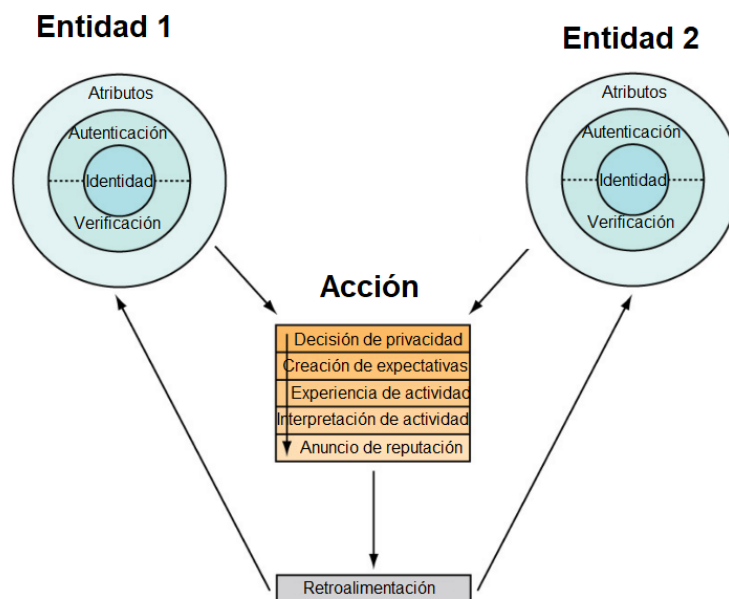 Entidad 1
Entidad 2
Atributos
Autenticación
Identidad
Verificación
Atributos
Autenticación
Identidad
Verificación
Acción
Decisión de privacidad
Creación de expectativas
Experiencia de actividad
Interpretación de actividad
Anuncio de reputación
Retroalimentación